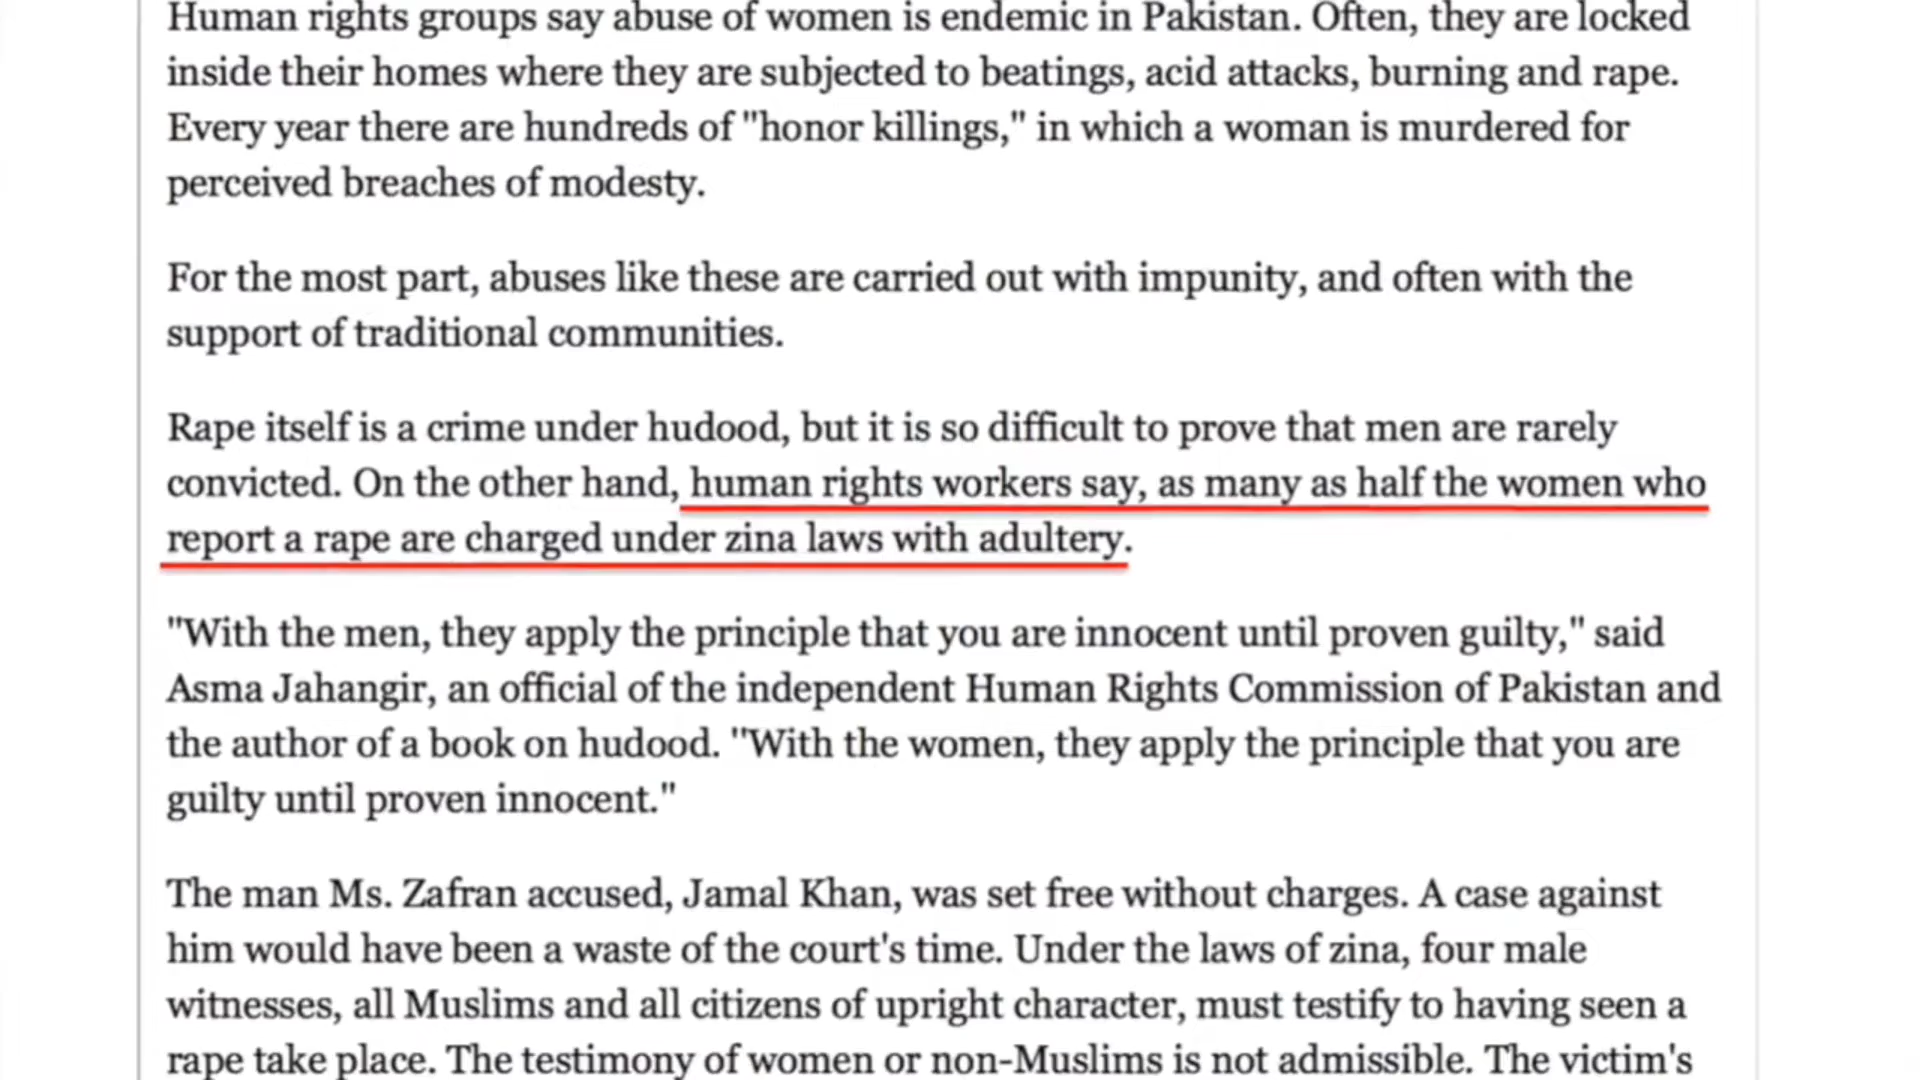 Human rights groups say abuse of women is endemic in Pakistan. Often, they are locked
inside their homes where they are subjected to beatings, acid attacks, burning and rape.
Every year there are hundreds of "honor killings," in which a woman is murdered for
perceived breaches of modesty.
For the most part, abuses like these are carried out with impunity, and often with the
support of traditional communities.
Rape itself is a crime under hudood, but it is so difficult to prove that men are rarely
convicted. On the other hand, human rights workers say, as many as half the women who
report a rape are charged under zina laws with adultery.
"With the men, they apply the principle that you are innocent until proven guilty," said
Asma Jahangir, an official of the independent Human Rights Commission of Pakistan and
the author of a book on hudood. "With the women, they apply the principle that you are
guilty until proven innocent."
The man Ms. Zafran accused, Jamal Khan, was set free without charges. A case against
him would have been a waste of the court's time. Under the laws of zina, four male
witnesses, all Muslims and all citizens of upright character, must testify to having seen a
rape take place. The testimony of women or non-Muslims is not admissible. The victim's